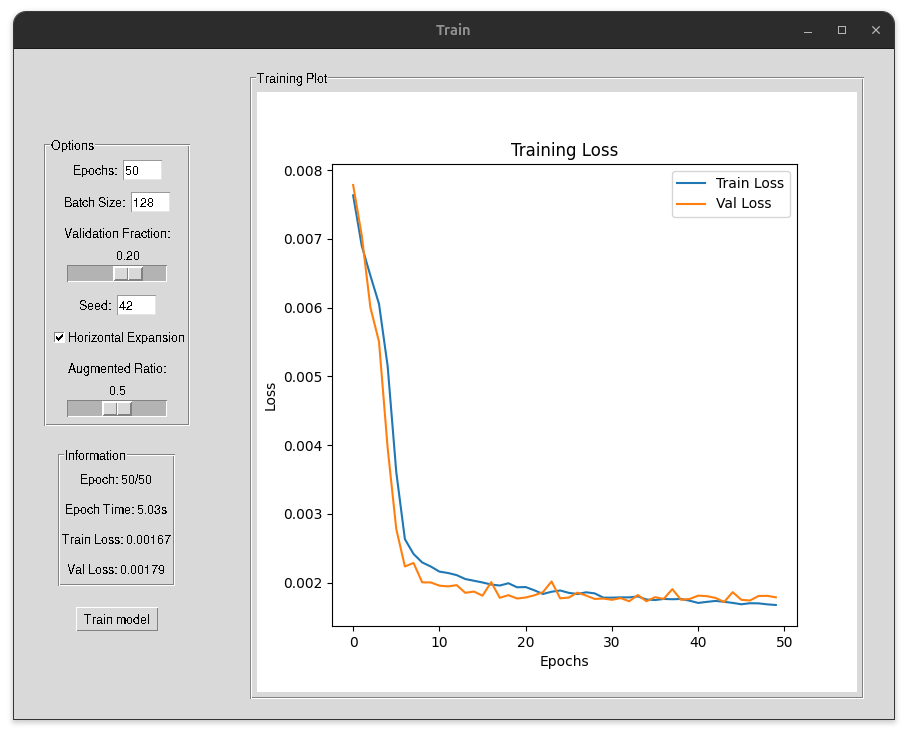 Train
Options
Epochs: 50
Batch Size: 128
Validation Fraction:
0.20
Seed: 42
Horizontal Expansion
Augmented Ratio:
0.5
Information
Epoch: 50/50
Epoch Time: 5.03s
Train Loss: 0.00167
Val Loss: 0.00179
Train model
Training Plot
Training Loss
Train Loss
Val Loss
0.008
0.007
0.006
0.005
0.004
0.003
0.002
Loss
0 10 20 30 40 50
Epochs